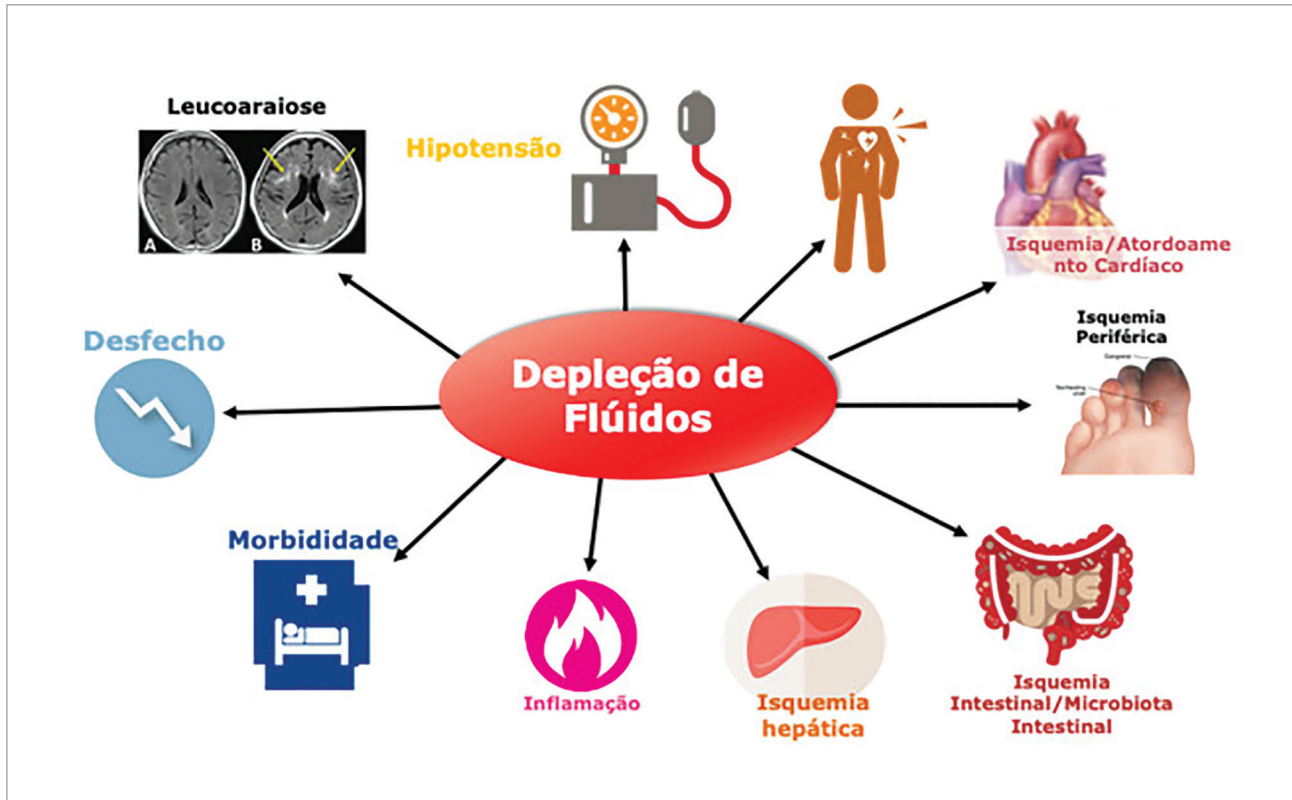 Leucoaraiose
A
B
Hipotensão
Isquemia/Atordoame
nto Cardíaco
Desfecho
Depleção de
Flúidos
Isquemia
Periférica
Morbididade
Inflamação
Isquemia
hepática
Isquemia
Intestinal/Microbiota
Intestinal